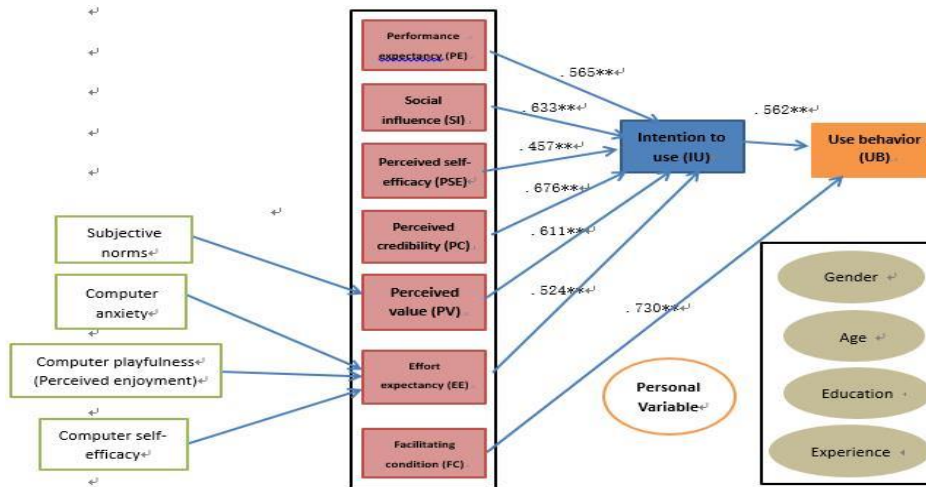 Performance
expectancy (PE)
Social
influence (SI)
Perceived self-
efficacy (PSE)
Perceived
credibility (PC)
Perceived
value (PV)
Effort
expectancy (EE)
Facilitating
condition (FC)
Subjective
norms
Computer
anxiety
Computer playfulness
(Perceived enjoyment)
Computer self-
efficacy
.565**
.633**
.457**
.676**
.611**
.524**
.730**
Intention to
use (IU)
.562**
Use behavior
(UB)
Personal
Variable
Gender
Age
Education
Experience